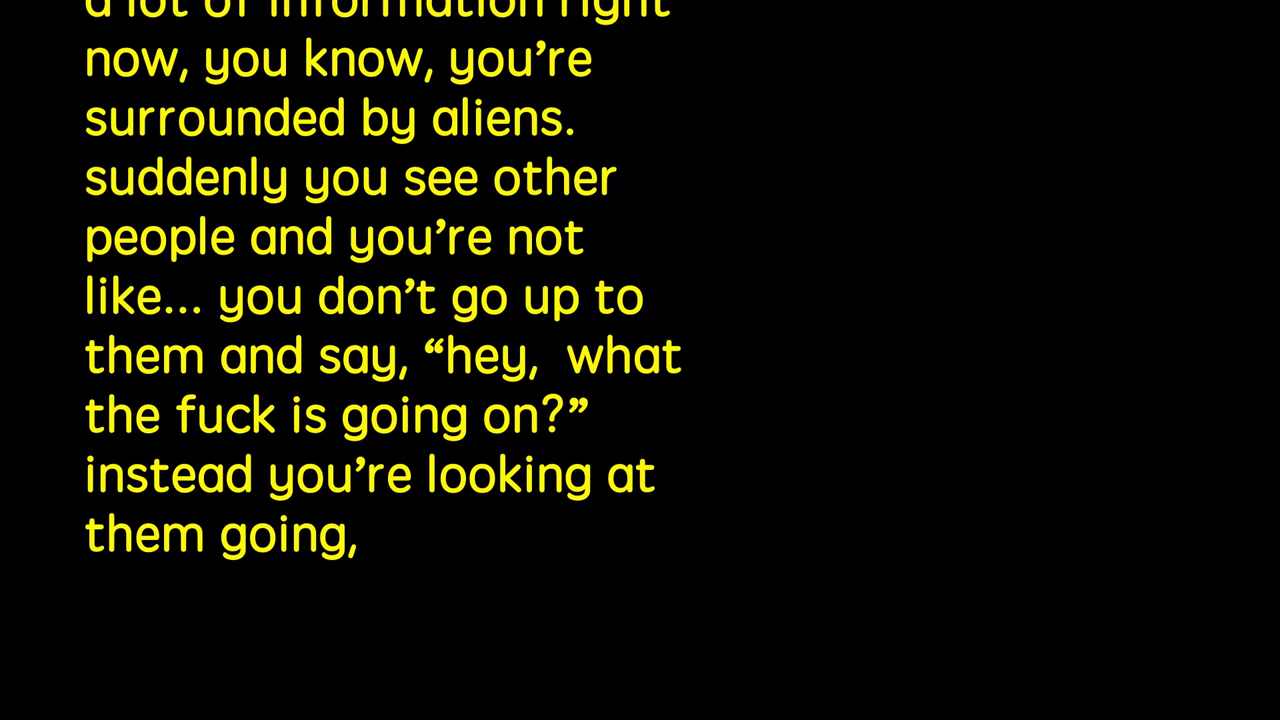 a lot of information right
now, you know, you’re
surrounded by aliens.
suddenly you see other
people and you’re not
like... you don’t go up to
them and say, “hey,  what
the fuck is going on?”
instead you’re looking at
them going,